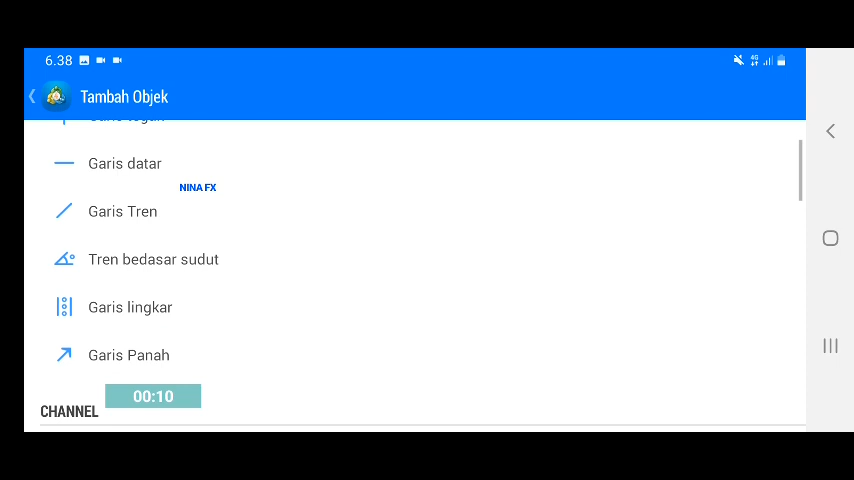 6.38
4G
Tambah Objek
Garis datar
NINA FX
Garis Tren
Tren bedasar sudut
Garis lingkar
Garis Panah
00:10
CHANNEL